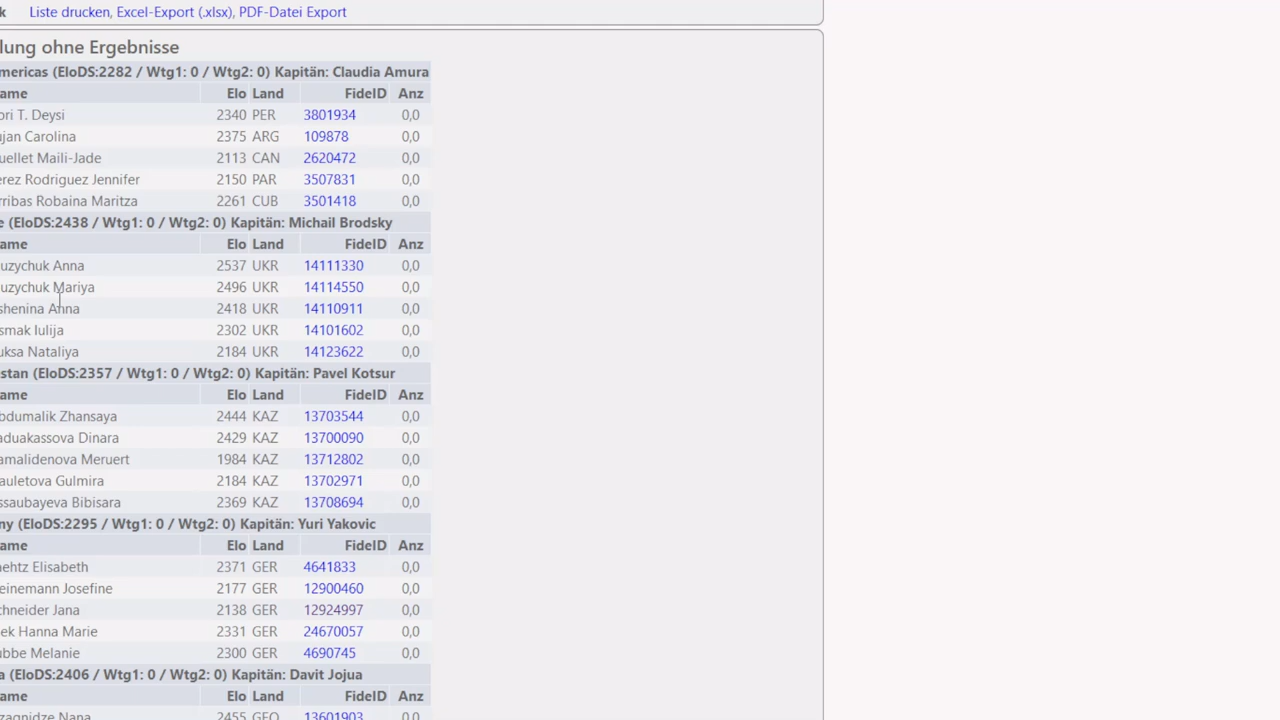 k Liste drucken, Excel-Export (.xlsx), PDF-Datei Export
lung ohne Ergebnisse
mericas (EloDS:2282 / Wtg1: 0 / Wtg2: 0) Kapitän: Claudia Amura
ame Elo Land FideID Anz
ori T. Deysi 2340 PER 3801934 0,0
ujan Carolina 2375 ARG 109878 0,0
uellet Maili-Jade 2113 CAN 2620472 0,0
erez Rodriguez Jennifer 2150 PAR 3507831 0,0
rribas Robaina Maritza 2261 CUB 3501418 0,0
e (EloDS:2438 / Wtg1: 0 / Wtg2: 0) Kapitän: Michail Brodsky
ame Elo Land FideID Anz
uzychuk Anna 2537 UKR 14111330 0,0
uzychuk Mariya 2496 UKR 14114550 0,0
shenina Anna 2418 UKR 14110911 0,0
smak Iulija 2302 UKR 14101602 0,0
uksa Nataliya 2184 UKR 14123622 0,0
stan (EloDS:2357 / Wtg1: 0 / Wtg2: 0) Kapitän: Pavel Kotsur
ame Elo Land FideID Anz
bdumalik Zhansaya 2444 KAZ 13703544 0,0
aduakassova Dinara 2429 KAZ 13700090 0,0
amalidenova Meruert 1984 KAZ 13712802 0,0
auletova Gulmira 2184 KAZ 13702971 0,0
ssaubayeva Bibisara 2369 KAZ 13708694 0,0
ny (EloDS:2295 / Wtg1: 0 / Wtg2: 0) Kapitän: Yuri Yakovic
ame Elo Land FideID Anz
aehtz Elisabeth 2371 GER 4641833 0,0
einemann Josefine 2177 GER 12900460 0,0
chneider Jana 2138 GER 12924997 0,0
ek Hanna Marie 2331 GER 24670057 0,0
ubbe Melanie 2300 GER 4690745 0,0
a (EloDS:2406 / Wtg1: 0 / Wtg2: 0) Kapitän: Davit Jojua
ame Elo Land FideID Anz
zagnidze Nana 2455 GEO 13601903 0,0